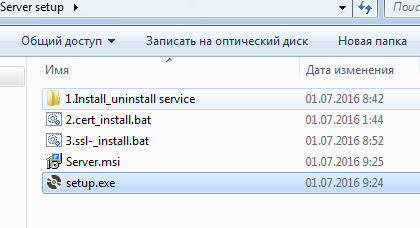 Server setup
Поис
Общий доступ Записать на оптический диск Новая папка
Имя Дата изменения
1.Install_uninstall service 01.07.2016 8:42
2.cert_install.bat 01.07.2016 1:44
3.ssl-_install.bat 01.07.2016 8:52
Server.msi 01.07.2016 9:25
setup.exe 01.07.2016 9:24